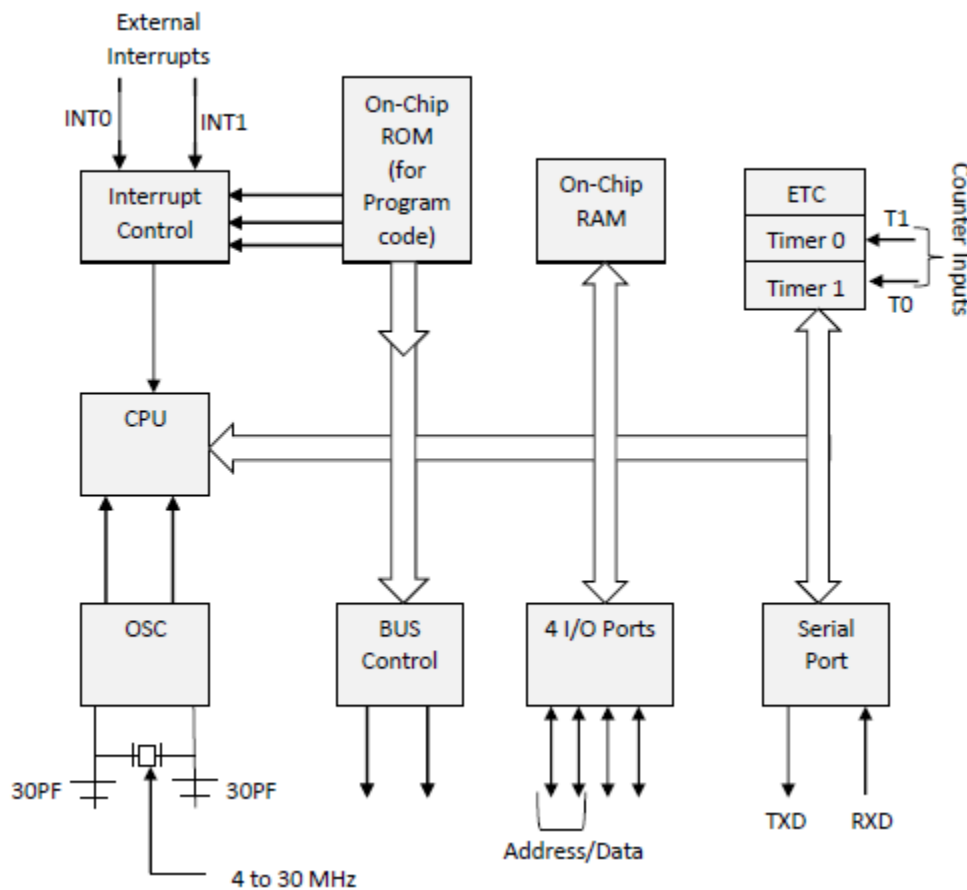 External
Interrupts
INT0
INT1
On-Chip
ROM
(for
Program
code)
Interrupt
Control
On-Chip
RAM
ETC
Timer 0
Timer 1
T1
T0
Counter Inputs
CPU
OSC
BUS
Control
4 I/O Ports
Serial
Port
30PF
30PF
Address/Data
TXD
RXD
4 to 30 MHz